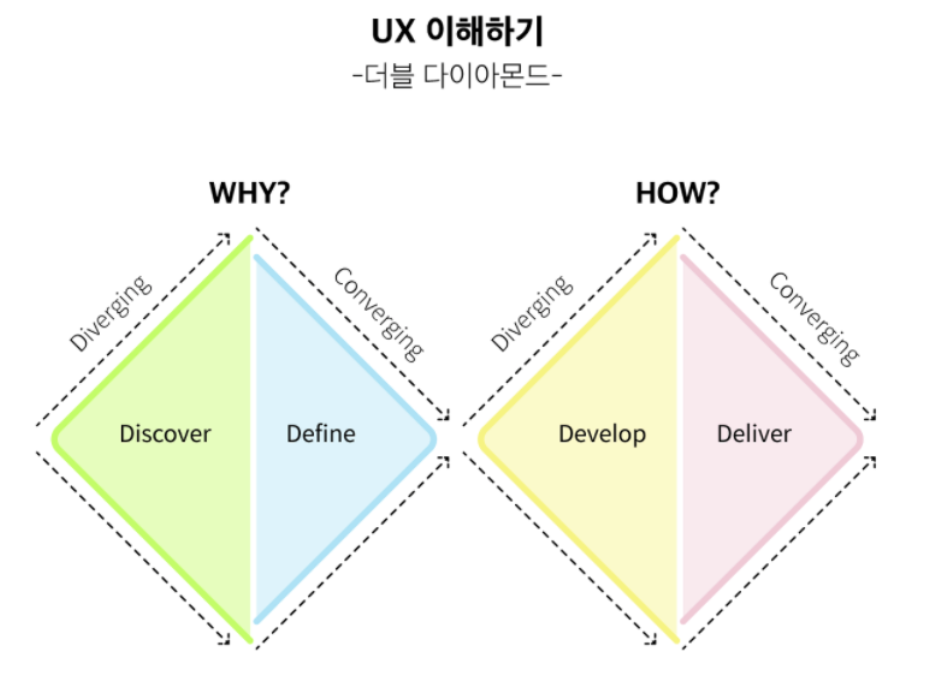 UX 이해하기
-더블 다이아몬드-
WHY?
HOW?
Diverging
Converging
Diverging
Converging
Discover
Define
Develop
Deliver